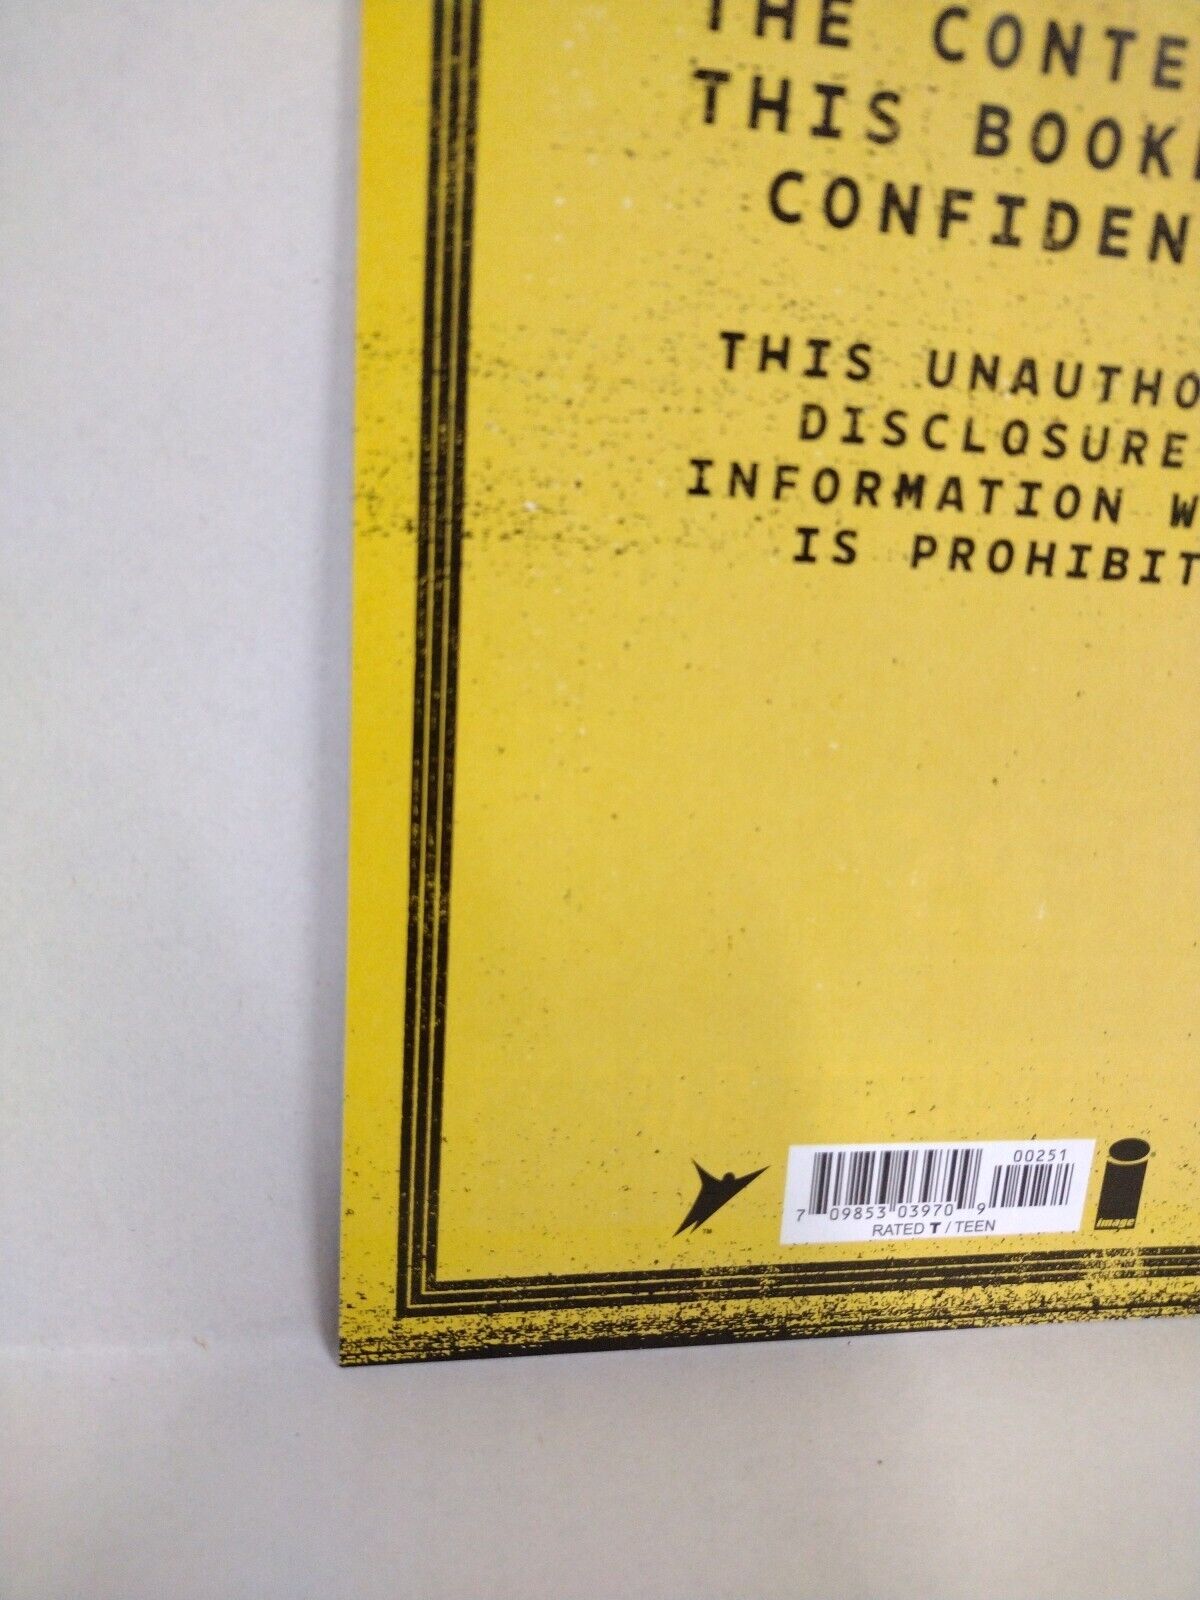 THE CONTE
THIS BOOK
CONFIDEN
THIS UNAUTHO
DISCLOSURE
INFORMATION W
IS PROHIBIT
00251
7 09853 03970 9
RATED T / TEEN
image
TM